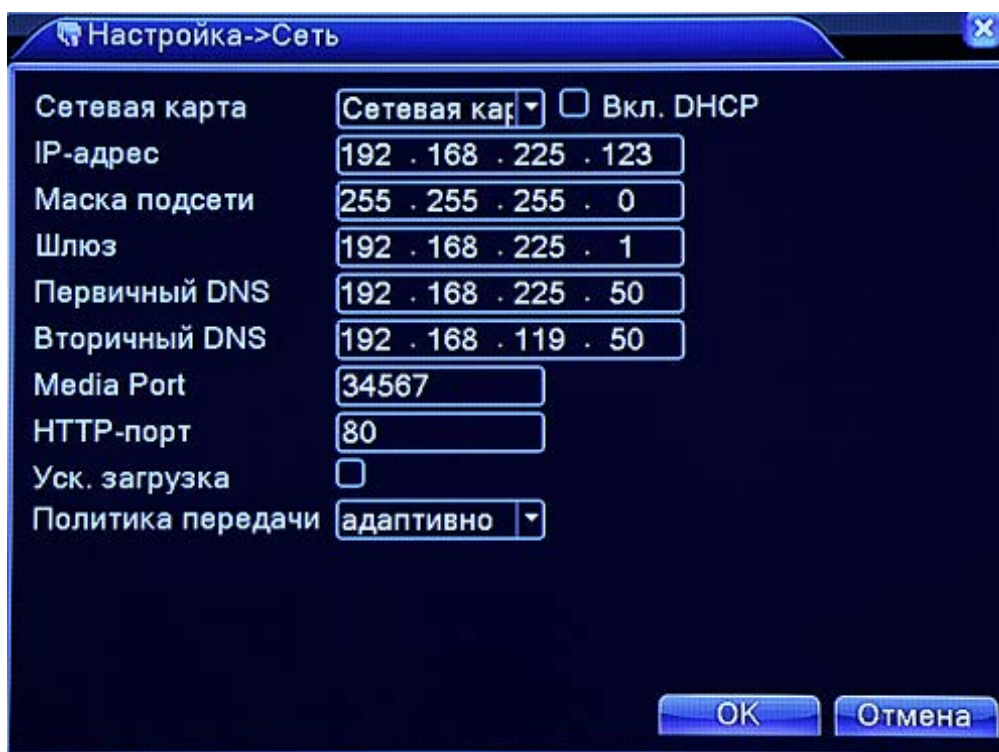 Настройка->Сеть
Сетевая карта Сетевая кар Вкл. DHCP
IP-адрес 192 . 168 . 225 . 123
Маска подсети 255 . 255 . 255 . 0
Шлюз 192 . 168 . 225 . 1
Первичный DNS 192 . 168 . 225 . 50
Вторичный DNS 192 . 168 . 119 . 50
Media Port 34567
HTTP-порт 80
Уск. загрузка
Политика передачи адаптивно
OK Отмена